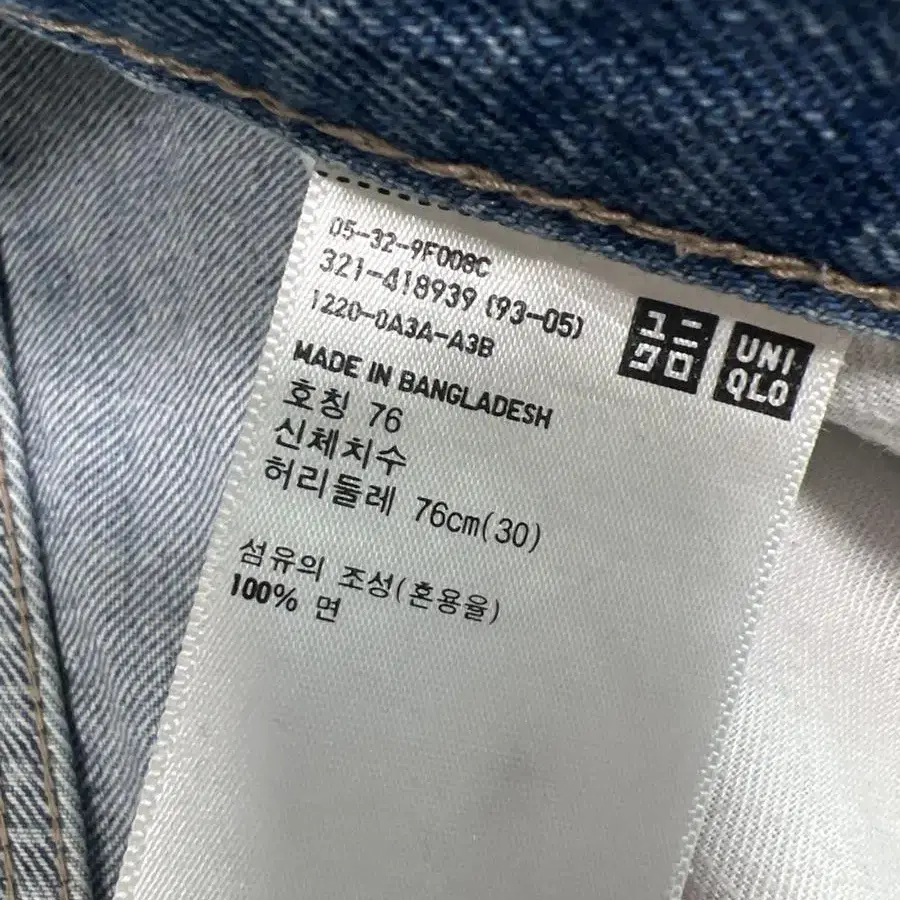 05-32-9F008C
321-418939 (93-05)
1220-0A3A-A3B
ユニ
クロ
UNI
QLO
MADE IN BANGLADESH
호칭 76
신체치수
허리둘레 76cm(30)
섬유의 조성(혼용율)
100% 면